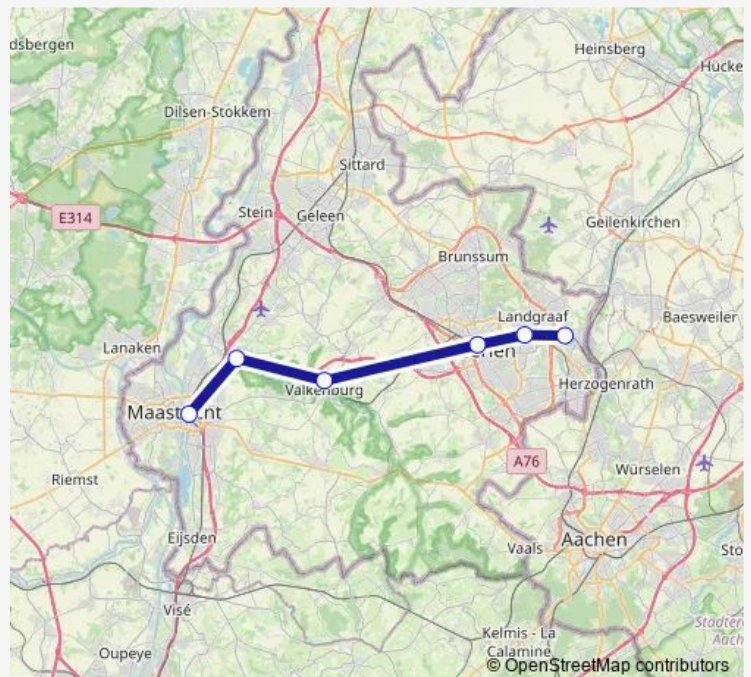 dsbergen
Heinsberg
Hücke
Dilsen-Stokkem
Sittard
E314
Stein
Geleen
Geilenkirchen
Brunssum
Landgraaf
Baesweiler
Lanaken
Valkenburg
Herzogenrath
Riemst
A76
Würselen
Eijsden
Vaals
Aachen
Sto
Visé
Kelmis - La
Calamine
Oupeye
© OpenStreetMap contributors